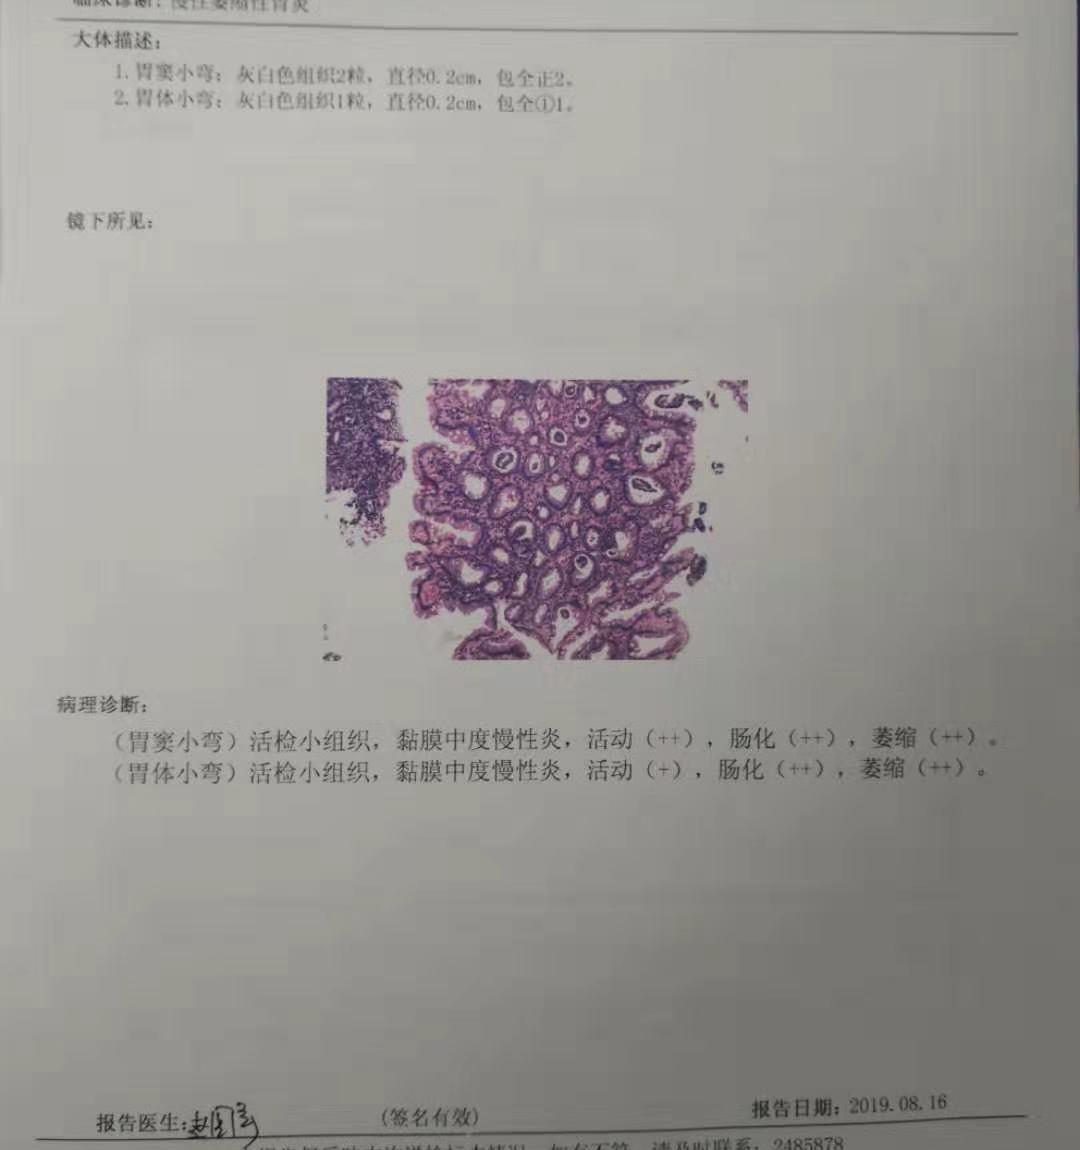 临床诊断：慢性萎缩性胃炎
大体描述：
1. 胃窦小弯：灰白色组织2粒，直径0.2cm，包全正2。
2. 胃体小弯：灰白色组织1粒，直径0.2cm，包全①1。
镜下所见：
病理诊断：
（胃窦小弯）活检小组织，黏膜中度慢性炎，活动（++），肠化（++），萎缩（++）。
（胃体小弯）活检小组织，黏膜中度慢性炎，活动（+），肠化（++），萎缩（++）。
报告医生： (签名有效) 报告日期：2019.08.16
请及时联系：2485878